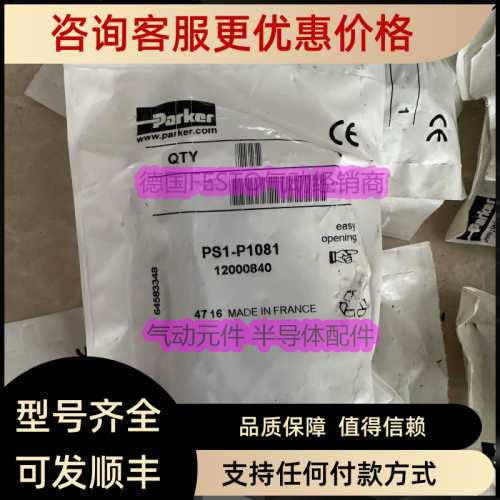 咨询客服更优惠价格
Parker
www.parker.com
QTY
CE
CE
德国FESTO气动经销商
easy
opening
PS1-P1081
12000840
64583348
47 16 MADE IN FRANCE
气动元件 半导体配件
型号齐全
可发顺丰
品质保障 值得信赖
支持任何付款方式